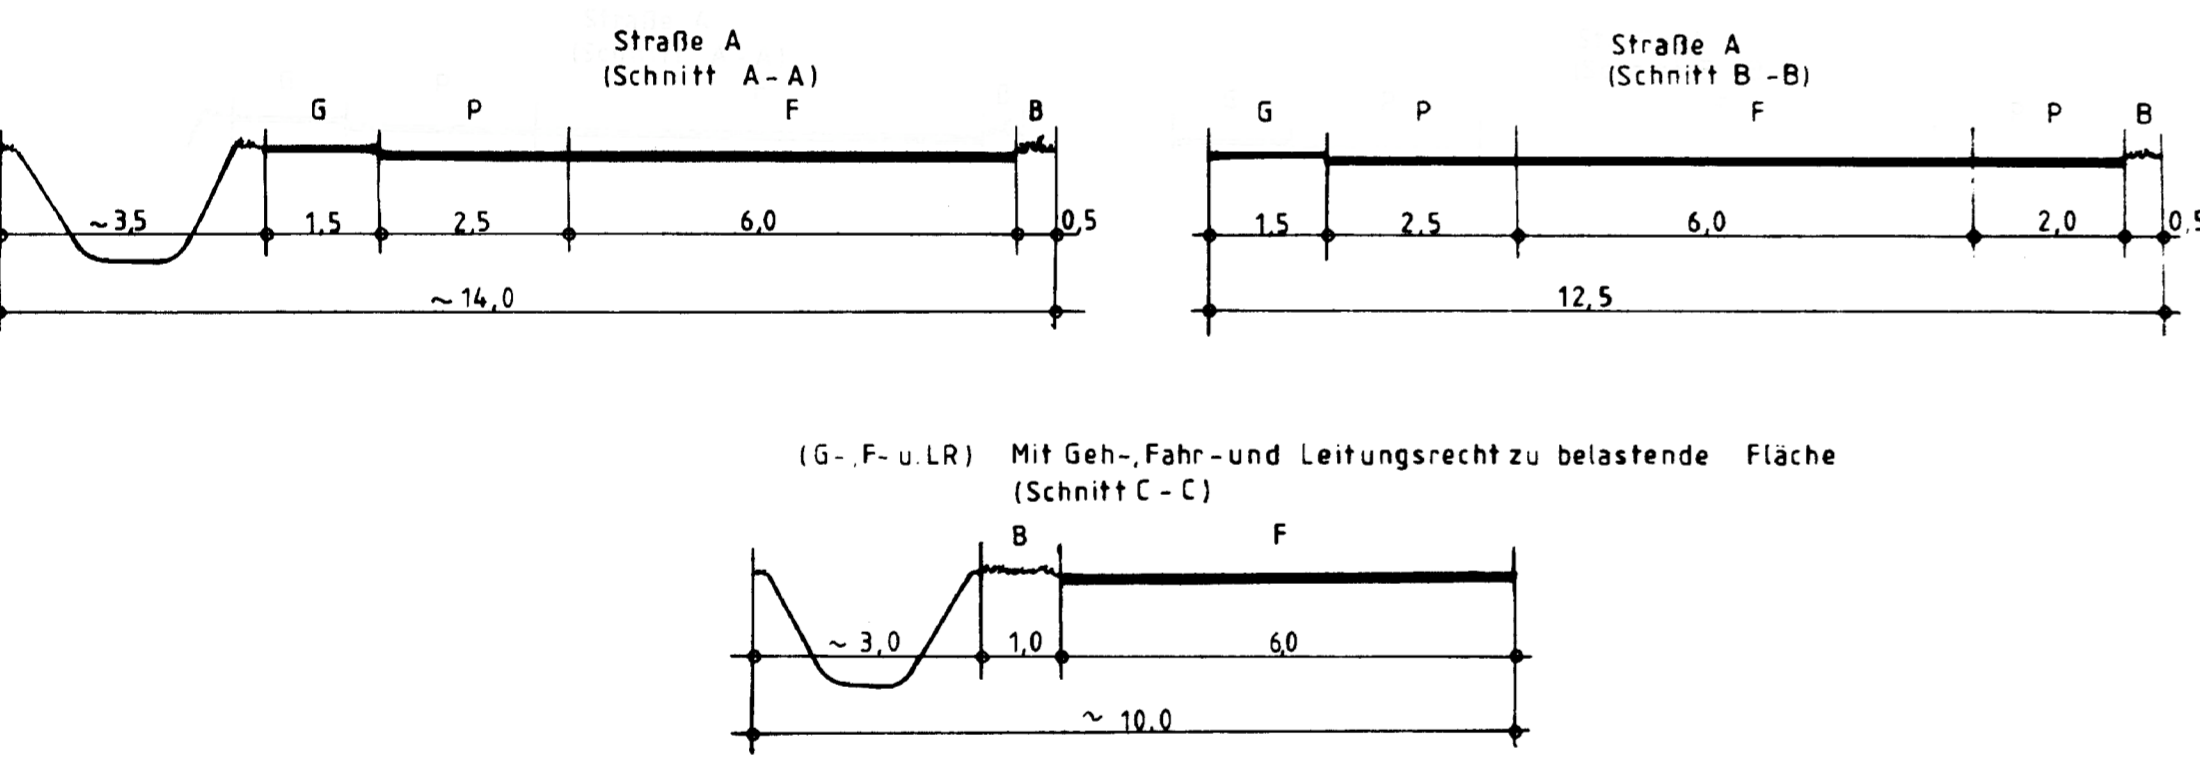 Straße A
(Schnitt A-A)
G P F B
~3,5 1,5 2,5 6,0 0,5
~14,0
Straße A
(Schnitt B-B)
G P F P B
1,5 2,5 6,0 2,0 0,5
12,5
(G-,F-u.LR) Mit Geh-,Fahr-und Leitungsrecht zu belastende Fläche
(Schnitt C-C)
B F
~3,0 1,0 6,0
~10,0